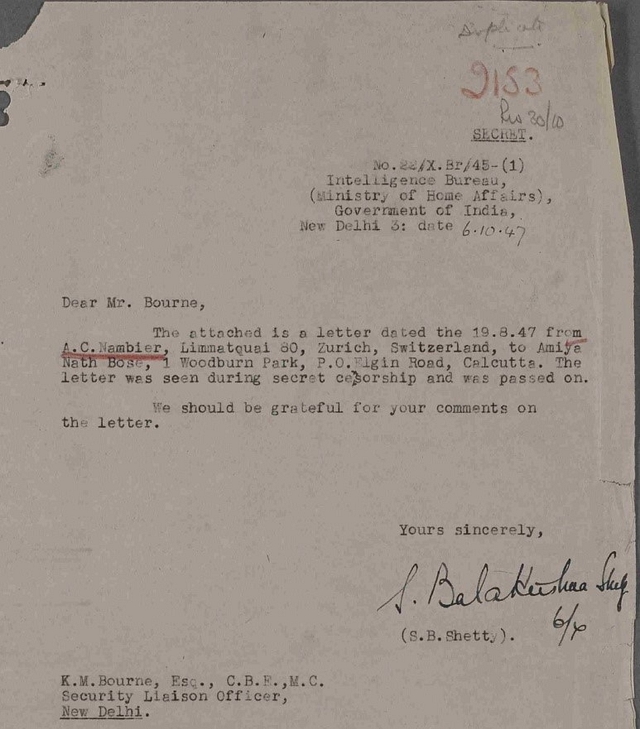 Duplicate
2153
30/10
SECRET.
No.22/X.Br/45-(1)
Intelligence Bureau,
(Ministry of Home Affairs),
Government of India,
New Delhi 3: date 6.10.47
Dear Mr. Bourne,
The attached is a letter dated the 19.8.47 from
A.C.Nambier, Limmatquai 80, Zurich, Switzerland, to Amiya
Nath Bose, 1 Woodburn Park, P.O.Elgin Road, Calcutta. The
letter was seen during secret cesorship and was passed on.
We should be grateful for your comments on
the letter.
Yours sincerely,
S. Balakrishna Shetty
6/x
(S.B.Shetty).
K.M.Bourne, Esq., C.B.E.,M.C.
Security Liaison Officer,
New Delhi.